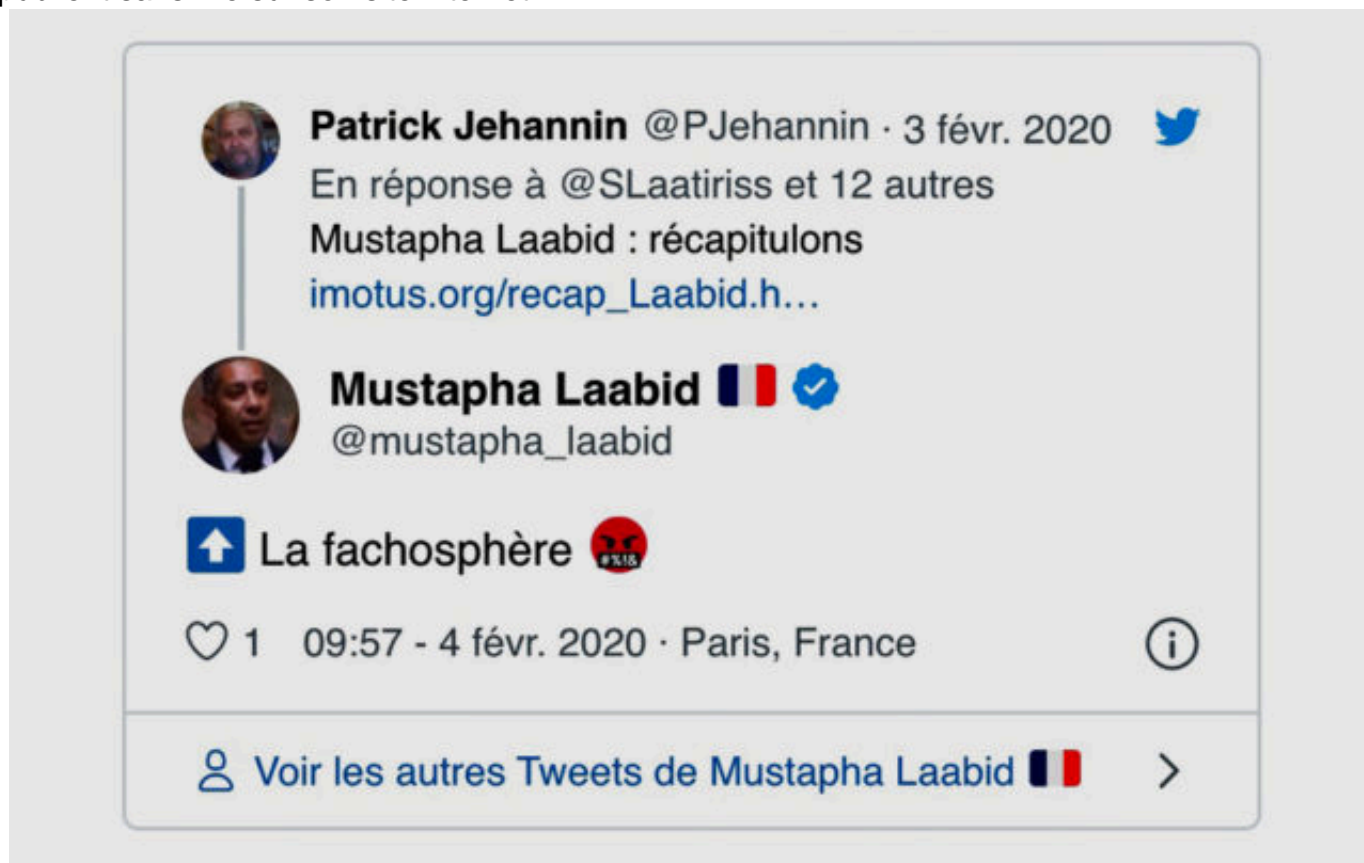 Patrick Jehannin @PJehannin · 3 févr. 2020
En réponse à @SLaatiriss et 12 autres
Mustapha Laabid : récapitulons
imotus.org/recap_Laabid.h...
Mustapha Laabid 🇫🇷
@mustapha_laabid
⬆️ La fachosphère 🤬
1 09:57 - 4 févr. 2020 · Paris, France
Voir les autres Tweets de Mustapha Laabid 🇫🇷